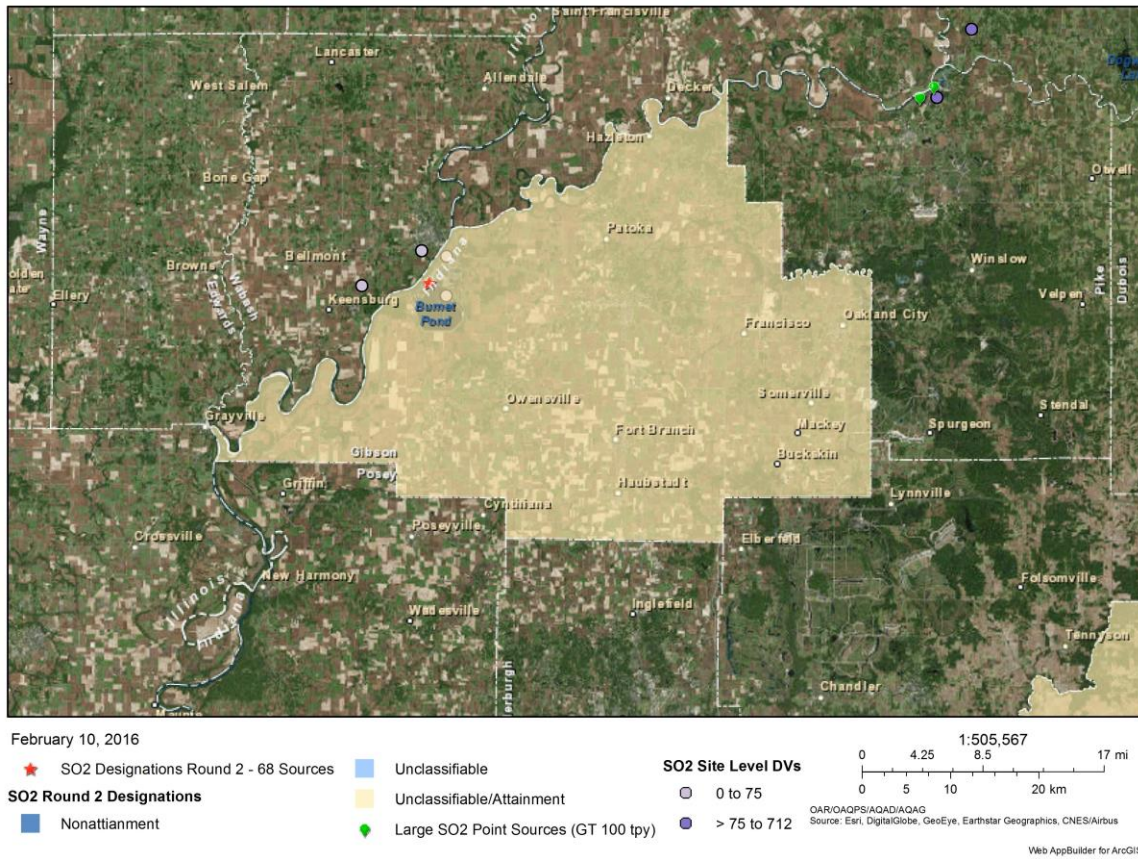 Saint Francisville
Illinois
Lancaster
Allendale
West Salem
Decker
Hazleton
Otwell
Bone Gap
Wayne
Patoka
Bellmont
Browns
Winslow
Indiana
Wabash
Edwards
Keensburg
Ellery
Velpen
Pike
Dubois
Bumet
Pond
Francisco
Oakland City
Owensville
Somerville
Grayville
Stendal
Fort Branch
Mackey
Spurgeon
Gibson
Posey
Buckskin
Griffin
Haubstadt
Cynthiana
Lynnville
Poseyville
Crossville
Elberfeld
New Harmony
Folsomville
Illinois
Indiana
Wadesville
Inglefield
Tennyson
Chandler
February 10, 2016
SO2 Designations Round 2 - 68 Sources
SO2 Round 2 Designations
Nonattianment
Unclassifiable
Unclassifiable/Attainment
Large SO2 Point Sources (GT 100 tpy)
SO2 Site Level DVs
0 to 75
> 75 to 712
1:505,567
0 4.25 8.5 17 mi
0 5 10 20 km
OAR/OAQPS/AQAD/AQAG
Source: Esri, DigitalGlobe, GeoEye, Earthstar Geographics, CNES/Airbus
Web AppBuilder for ArcGIS